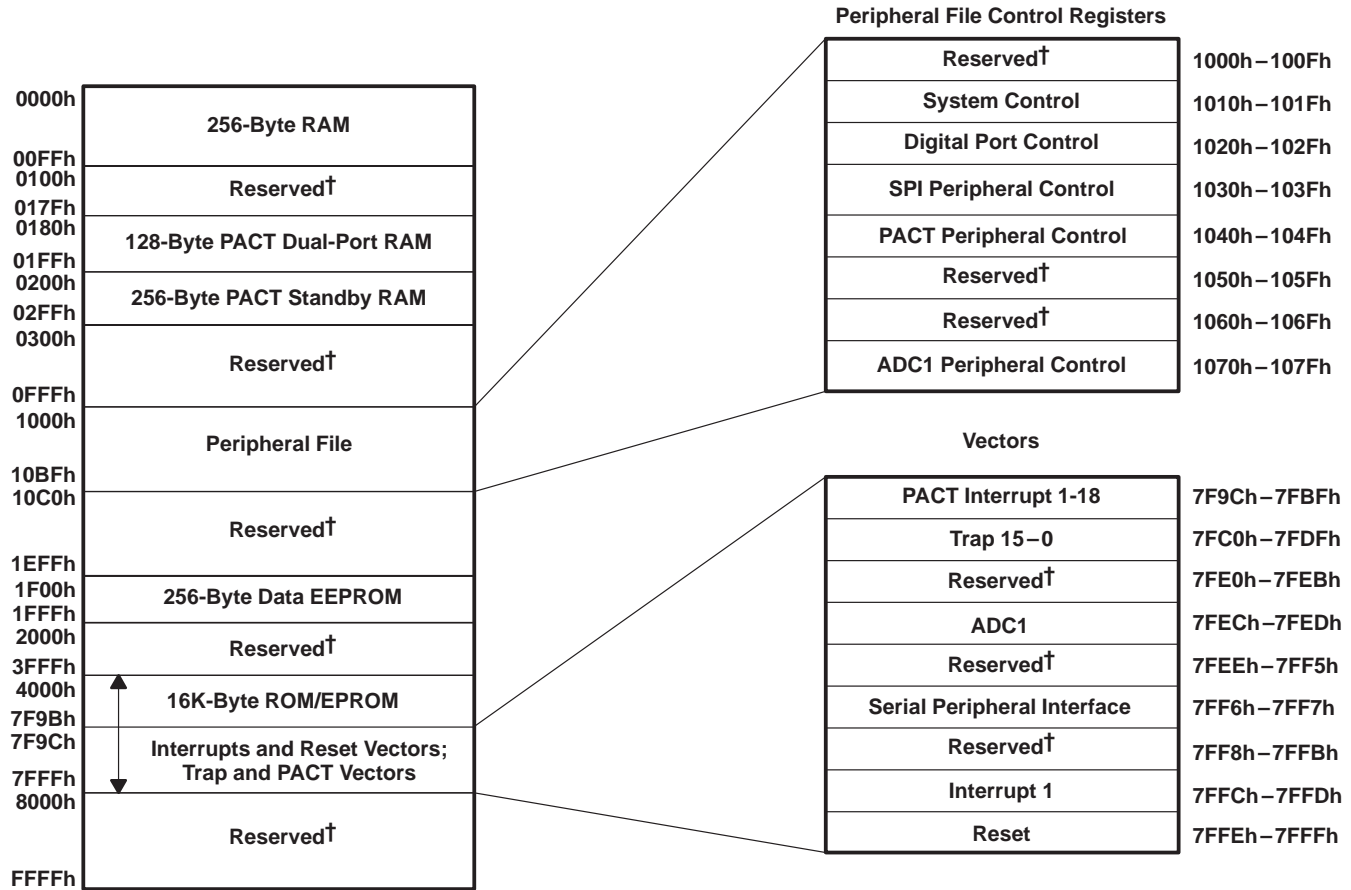 0000h
256-Byte RAM
00FFh
0100h
Reserved†
017Fh
0180h
128-Byte PACT Dual-Port RAM
01FFh
0200h
256-Byte PACT Standby RAM
02FFh
0300h
Reserved†
0FFFh
1000h
Peripheral File
10BFh
10C0h
Reserved†
1EFFh
1F00h
256-Byte Data EEPROM
1FFFh
2000h
Reserved†
3FFFh
4000h
16K-Byte ROM/EPROM
7F9Bh
7F9Ch
Interrupts and Reset Vectors;
Trap and PACT Vectors
7FFFh
8000h
Reserved†
FFFFh
Peripheral File Control Registers
Reserved† 1000h–100Fh
System Control 1010h–101Fh
Digital Port Control 1020h–102Fh
SPI Peripheral Control 1030h–103Fh
PACT Peripheral Control 1040h–104Fh
Reserved† 1050h–105Fh
Reserved† 1060h–106Fh
ADC1 Peripheral Control 1070h–107Fh
Vectors
PACT Interrupt 1-18 7F9Ch–7FBFh
Trap 15–0 7FC0h–7FDFh
Reserved† 7FE0h–7FEBh
ADC1 7FECh–7FEDh
Reserved† 7FEEh–7FF5h
Serial Peripheral Interface 7FF6h–7FF7h
Reserved† 7FF8h–7FFBh
Interrupt 1 7FFCh–7FFDh
Reset 7FFEh–7FFFh